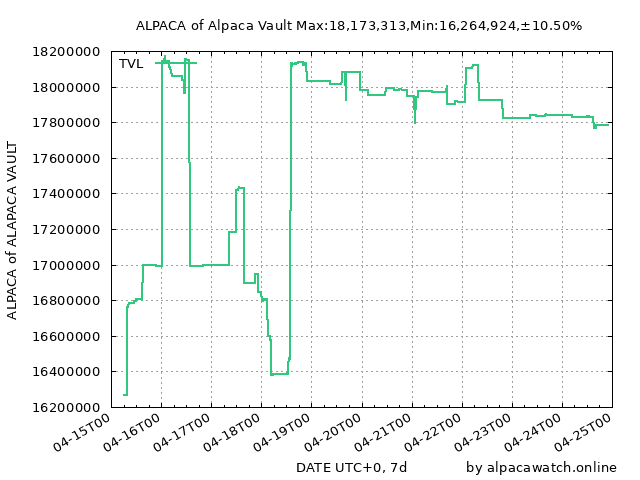 ALPACA of Alpaca Vault Max:18,173,313,Min:16,264,924,±10.50%
TVL
ALPACA of ALAPACA VAULT
18200000
18000000
17800000
17600000
17400000
17200000
17000000
16800000
16600000
16400000
16200000
04-15T00
04-16T00
04-17T00
04-18T00
04-19T00
04-20T00
04-21T00
04-22T00
04-23T00
04-24T00
04-25T00
DATE UTC+0, 7d
by alpacawatch.online